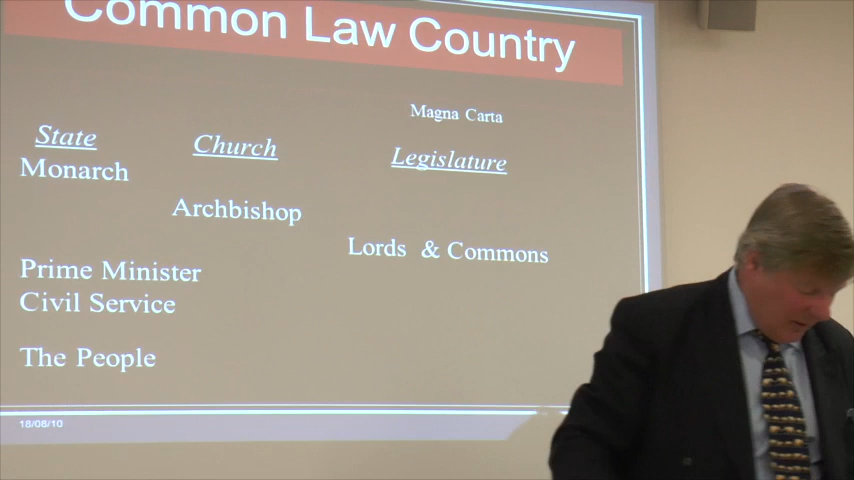 Common Law Country
Magna Carta
State Church Legislature
Monarch
Archbishop
Lords & Commons
Prime Minister
Civil Service
The People
18/08/10